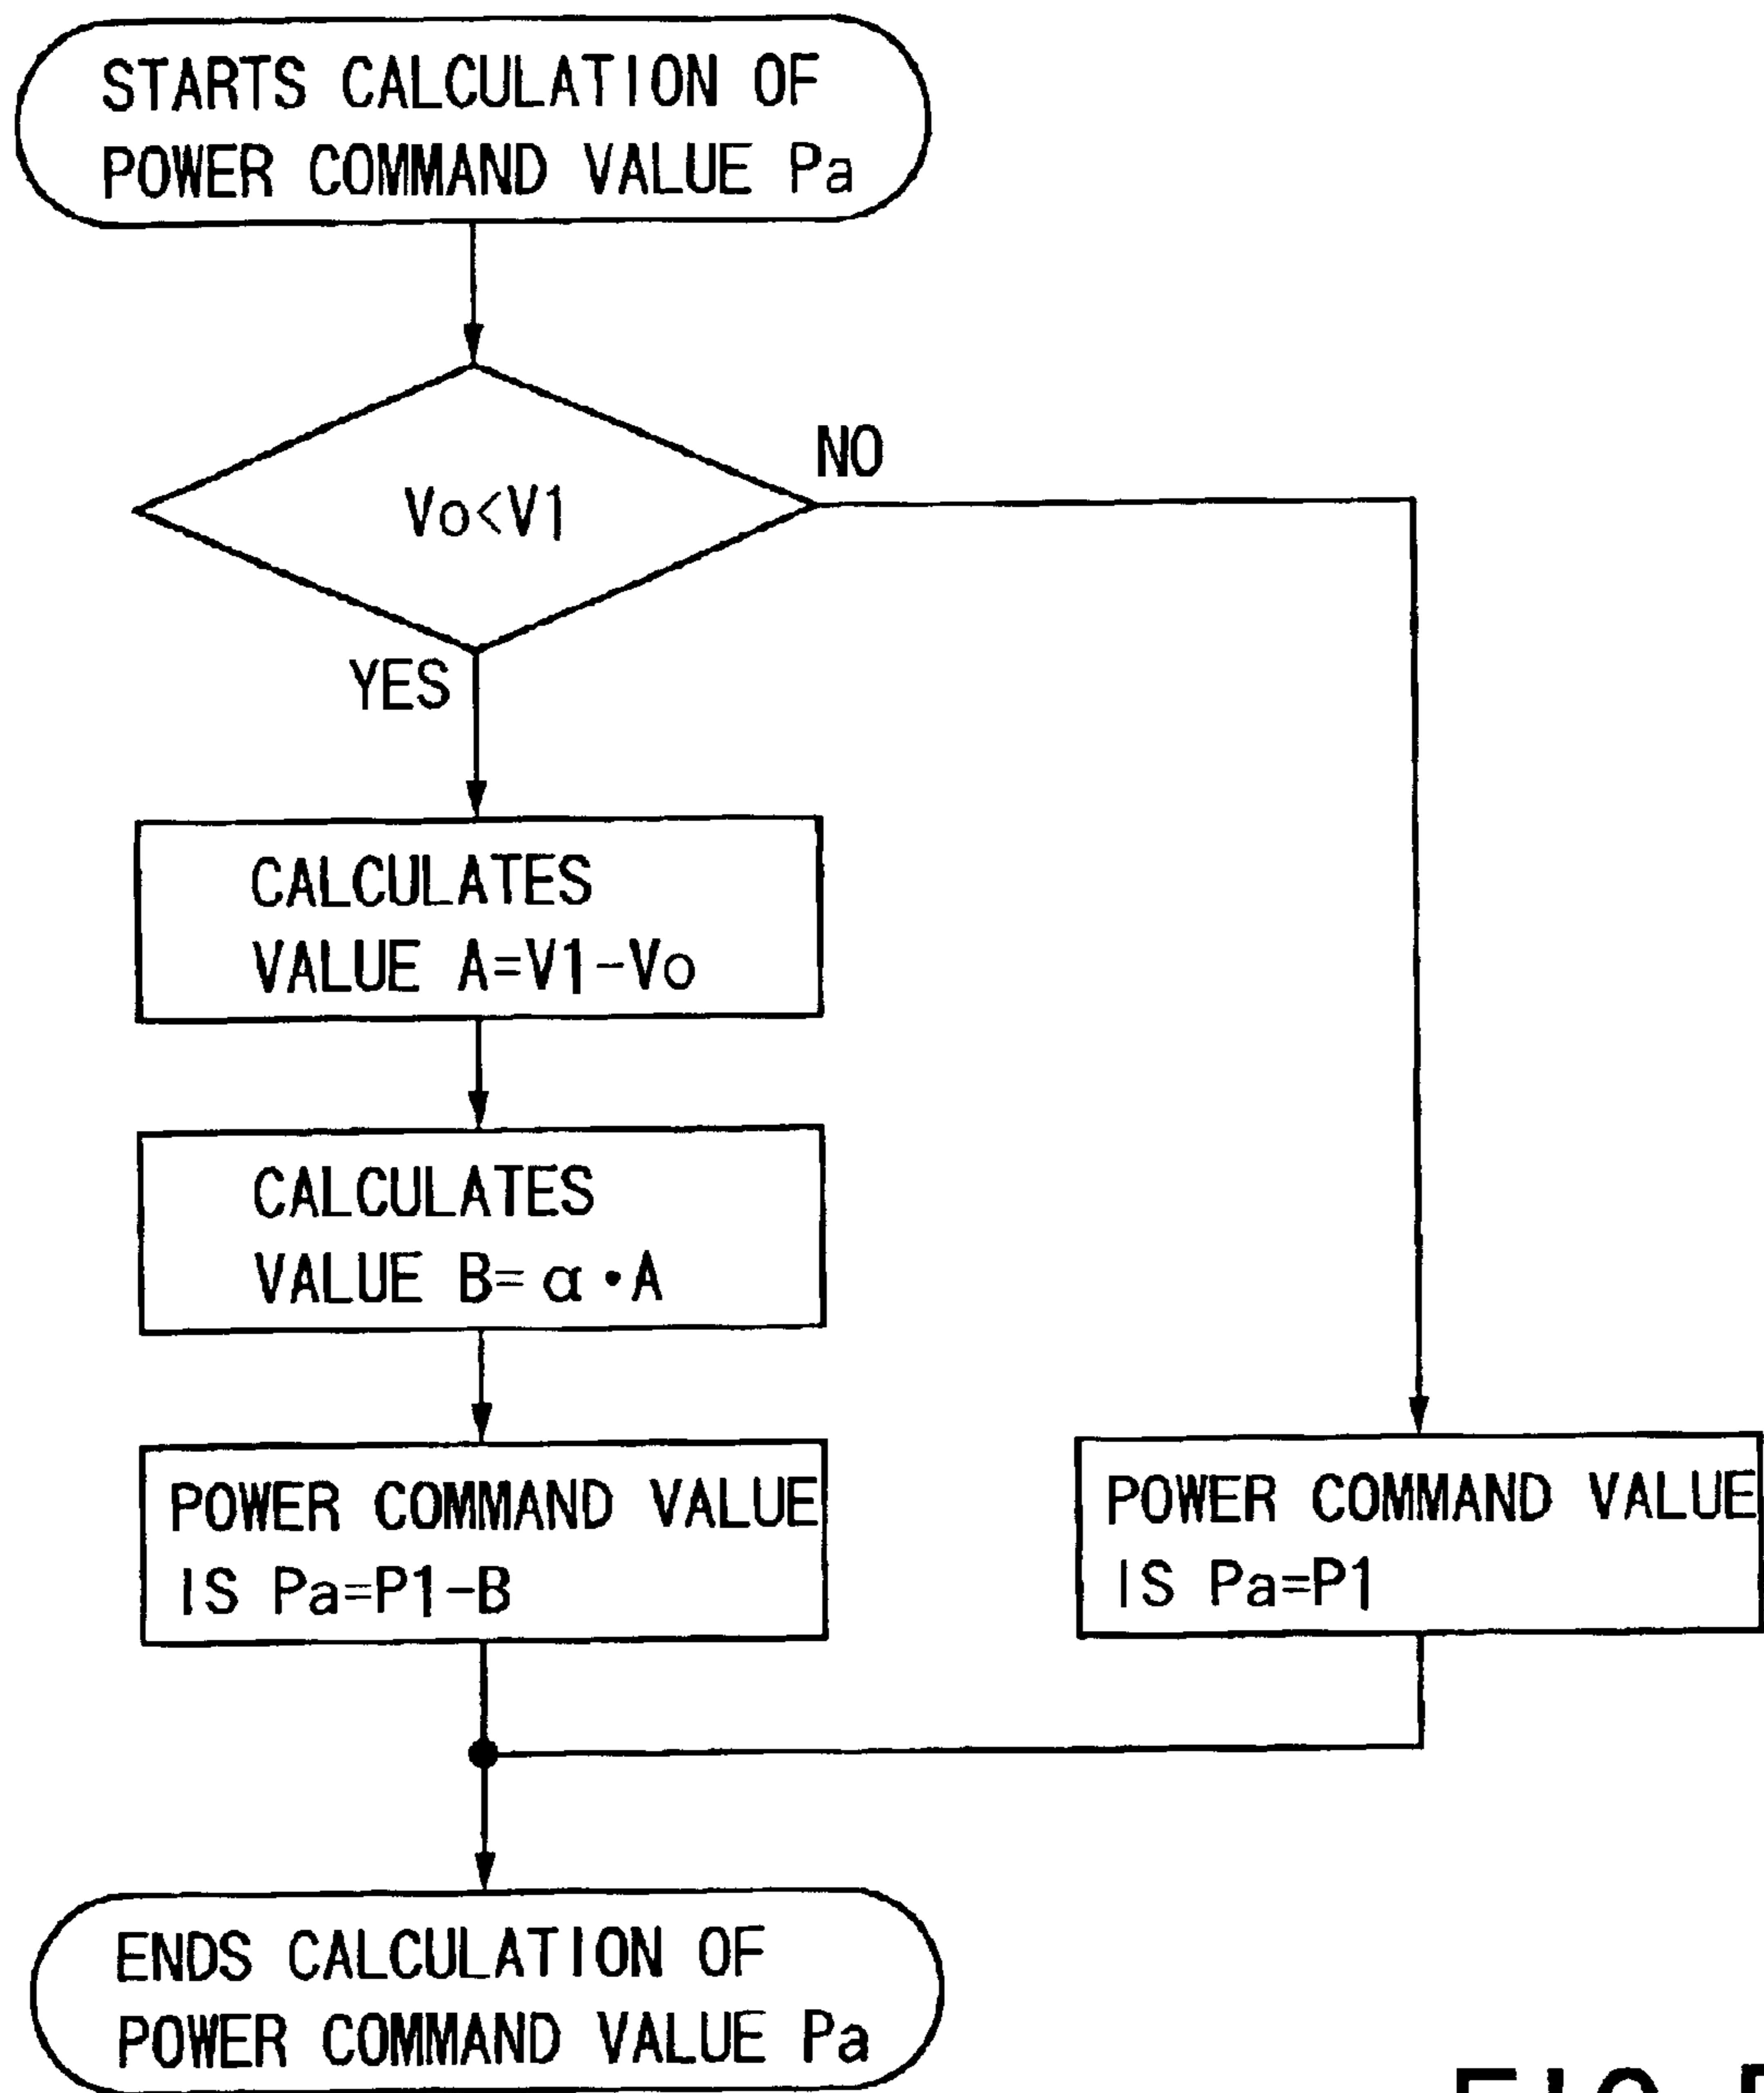 STARTS CALCULATION OF
POWER COMMAND VALUE Pa
Vo<V1
NO
YES
CALCULATES
VALUE A=V1-Vo
CALCULATES
VALUE B=α・A
POWER COMMAND VALUE
IS Pa=P1-B
POWER COMMAND VALUE
IS Pa=P1
ENDS CALCULATION OF
POWER COMMAND VALUE Pa